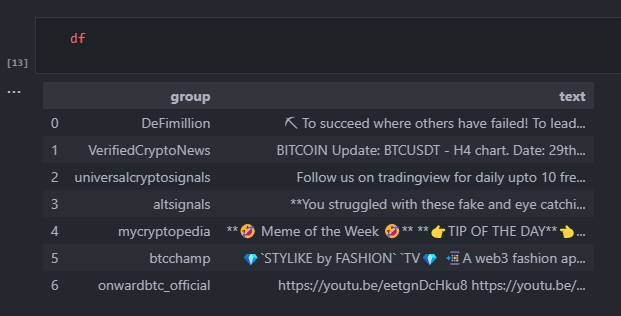 df
[13]
...
group text
0 DeFimillion ⛏ To succeed where others have failed! To lead...
1 VerifiedCryptoNews BITCOIN Update: BTCUSDT - H4 chart. Date: 29th...
2 universalcryptosignals Follow us on tradingview for daily upto 10 fre...
3 altsignals **You struggled with these fake and eye catchi...
4 mycryptopedia **🤣 Meme of the Week 🤣** **👉TIP OF THE DAY**👈...
5 btcchamp 💎`STYLIKE by FASHION` `TV💎 📲A web3 fashion ap...
6 onwardbtc_official https://youtu.be/eetgnDcHku8 https://youtu.be/...